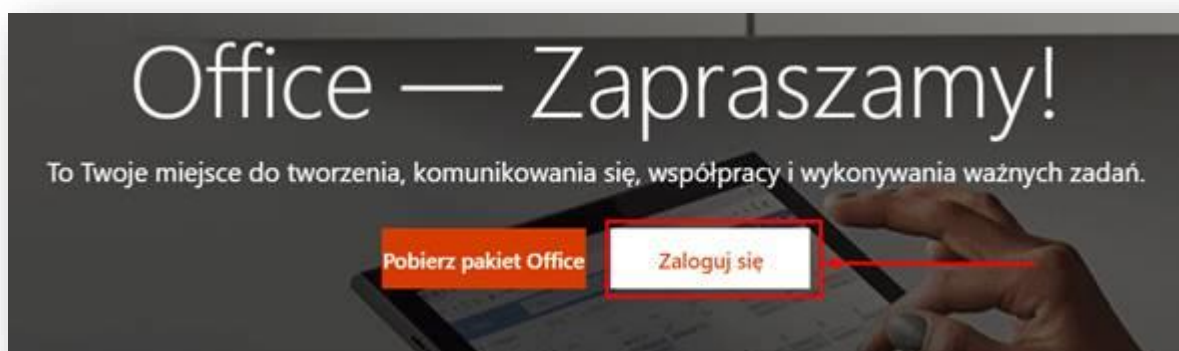 Office — Zapraszamy!
To Twoje miejsce do tworzenia, komunikowania się, współpracy i wykonywania ważnych zadań.
Pobierz pakiet Office
Zaloguj się